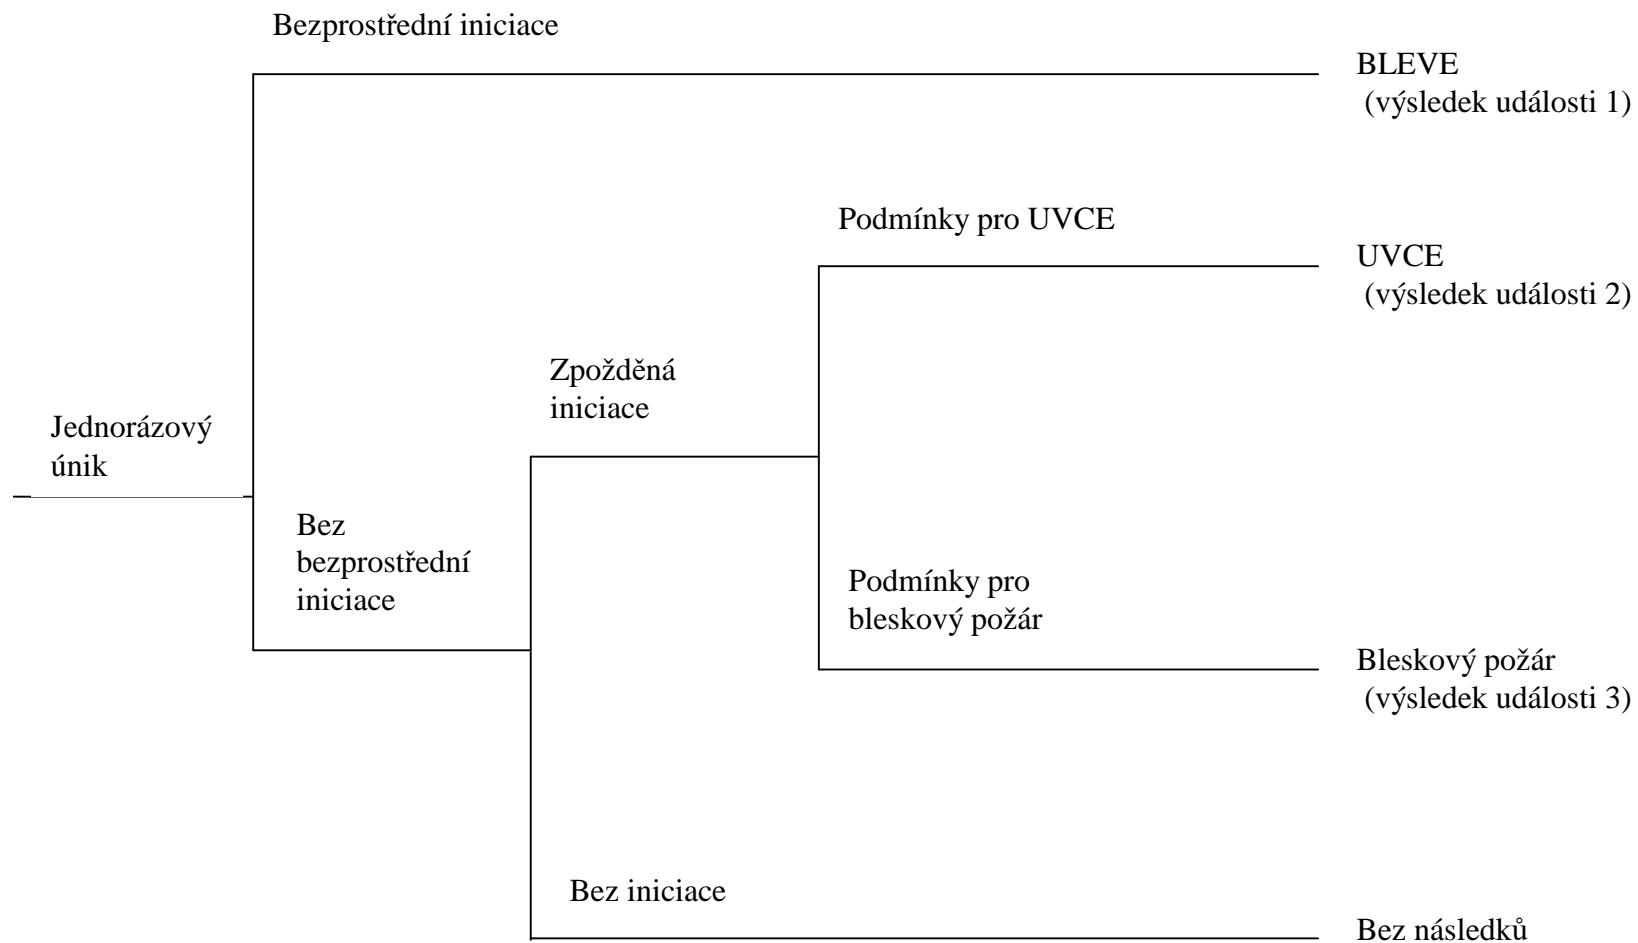 Bezprostřední iniciace
BLEVE
(výsledek události 1)
Podmínky pro UVCE
UVCE
(výsledek události 2)
Zpožděná
iniciace
Jednorázový
únik
Bez
bezprostřední
iniciace
Podmínky pro
bleskový požár
Bleskový požár
(výsledek události 3)
Bez iniciace
Bez následků